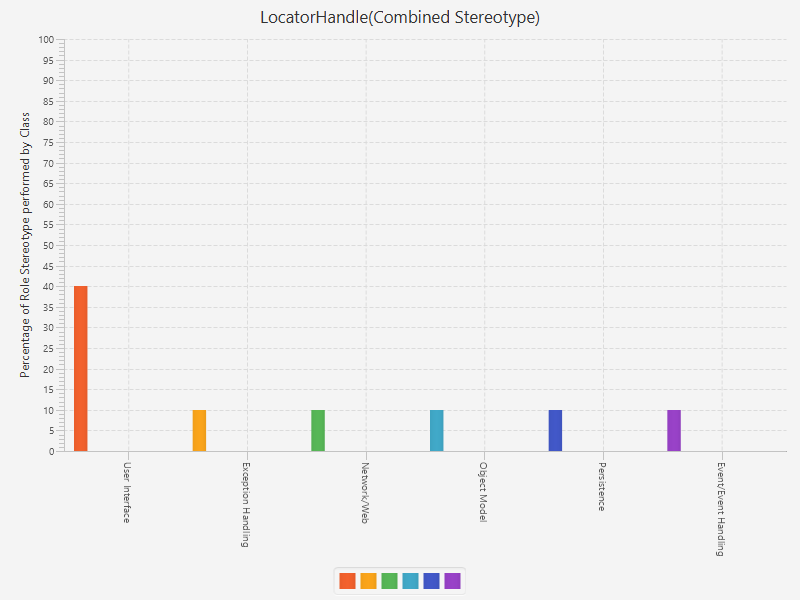 LocatorHandle(Combined Stereotype)
Percentage of Role Stereotype performed by Class
100
95
90
85
80
75
70
65
60
55
50
45
40
35
30
25
20
15
10
5
0
User Interface
Exception Handling
Network/Web
Object Model
Persistence
Event/Event Handling